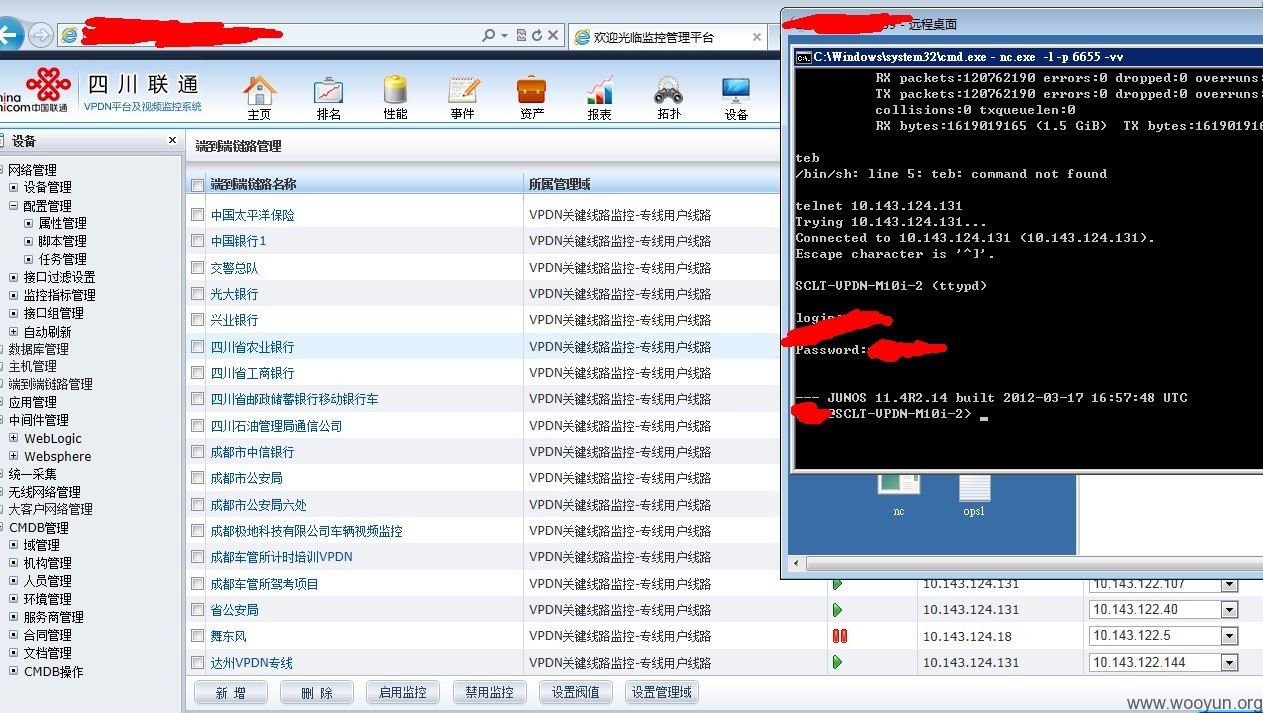 欢迎光临监控管理平台
远程桌面
C:\Windows\system32\cmd.exe - nc.exe -l -p 6655 -vv
RX packets:120762190 errors:0 dropped:0 overruns:
TX packets:120762190 errors:0 dropped:0 overruns:
collisions:0 txqueuelen:0
RX bytes:1619019165 (1.5 GiB) TX bytes:161901916
teb
/bin/sh: line 5: teb: command not found
telnet 10.143.124.131
Trying 10.143.124.131...
Connected to 10.143.124.131 (10.143.124.131).
Escape character is '^]'.
SCLT-VPDN-M10i-2 (ttypd)
login:
Password:
--- JUNOS 11.4R2.14 built 2012-03-17 16:57:48 UTC
@SCLT-VPDN-M10i-2>
nc
ops1
中国联通
四川联通
VPDN平台及视频监控系统
主页
排名
性能
事件
资产
报表
拓扑
设备
设备
网络管理
设备管理
配置管理
属性管理
脚本管理
任务管理
接口过滤设置
监控指标管理
接口组管理
自动刷新
数据库管理
主机管理
端到端链路管理
应用管理
中间件管理
WebLogic
Websphere
统一采集
无线网络管理
大客户网络管理
CMDB管理
域管理
机构管理
人员管理
环境管理
服务商管理
合同管理
文档管理
CMDB操作
端到端链路管理
端到端链路名称 所属管理域
中国太平洋保险 VPDN关键线路监控-专线用户线路
中国银行1 VPDN关键线路监控-专线用户线路
交警总队 VPDN关键线路监控-专线用户线路
光大银行 VPDN关键线路监控-专线用户线路
兴业银行 VPDN关键线路监控-专线用户线路
四川省农业银行 VPDN关键线路监控-专线用户线路
四川省工商银行 VPDN关键线路监控-专线用户线路
四川省邮政储蓄银行移动银行车 VPDN关键线路监控-专线用户线路
四川石油管理局通信公司 VPDN关键线路监控-专线用户线路
成都市中信银行 VPDN关键线路监控-专线用户线路
成都市公安局 VPDN关键线路监控-专线用户线路
成都市公安局六处 VPDN关键线路监控-专线用户线路
成都极地科技有限公司车辆视频监控 VPDN关键线路监控-专线用户线路
成都车管所计时培训VPDN VPDN关键线路监控-专线用户线路
成都车管所驾考项目 VPDN关键线路监控-专线用户线路 10.143.124.131 10.143.122.107
省公安局 VPDN关键线路监控-专线用户线路 10.143.124.131 10.143.122.40
舞东风 VPDN关键线路监控-专线用户线路 10.143.124.18 10.143.122.5
达州VPDN专线 VPDN关键线路监控-专线用户线路 10.143.124.131 10.143.122.144
新增 删除 启用监控 禁用监控 设置阀值 设置管理域
www.wooyun.org